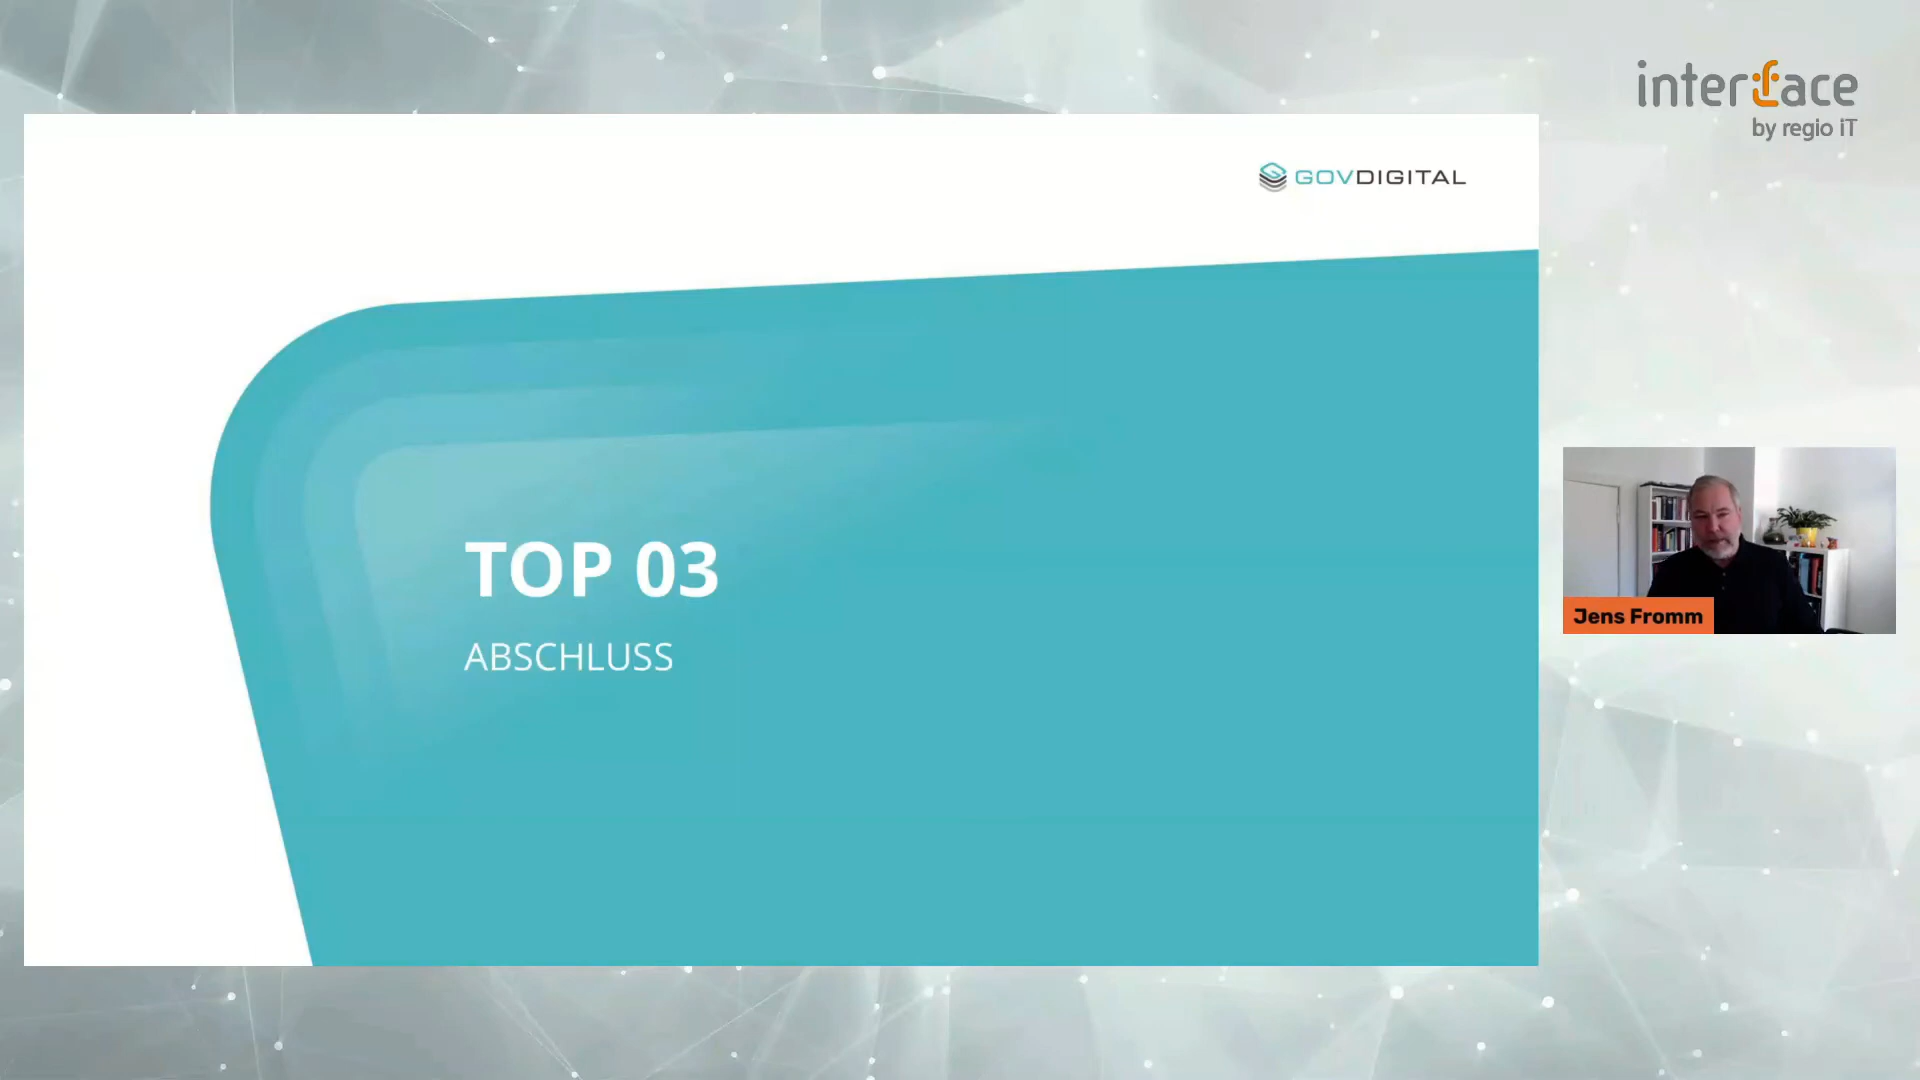 interface
by regio iT
GOVDIGITAL
TOP 03
ABSCHLUSS
Jens Fromm